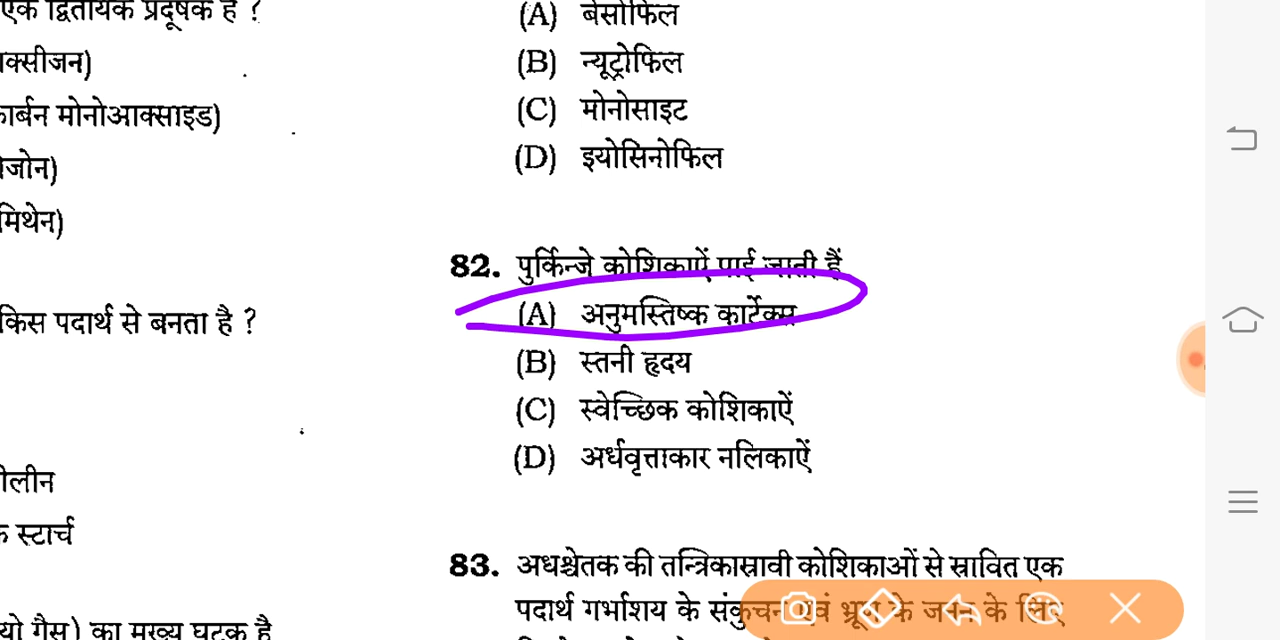 एक द्वितीयक प्रदूषक है ?
क्सीजन)
कार्बन मोनोआक्साइड)
जोन)
मिथेन)
किस पदार्थ से बनता है ?
लीन
स्टार्च
यो गैस) का मुख्य घटक है
(A) बेसोफिल
(B) न्यूट्रोफिल
(C) मोनोसाइट
(D) इयोसिनोफिल
82. पुर्किन्जे कोशिकाऐं पाई जाती हैं
(A) अनुमस्तिष्क कार्टेक्स
(B) स्तनी हृदय
(C) स्वेच्छिक कोशिकाऐं
(D) अर्धवृत्ताकार नलिकाऐं
83. अधश्चेतक की तन्त्रिकास्रावी कोशिकाओं से स्रावित एक
पदार्थ गर्भाशय के संकुचन एवं भ्रूण के जनन के लिए